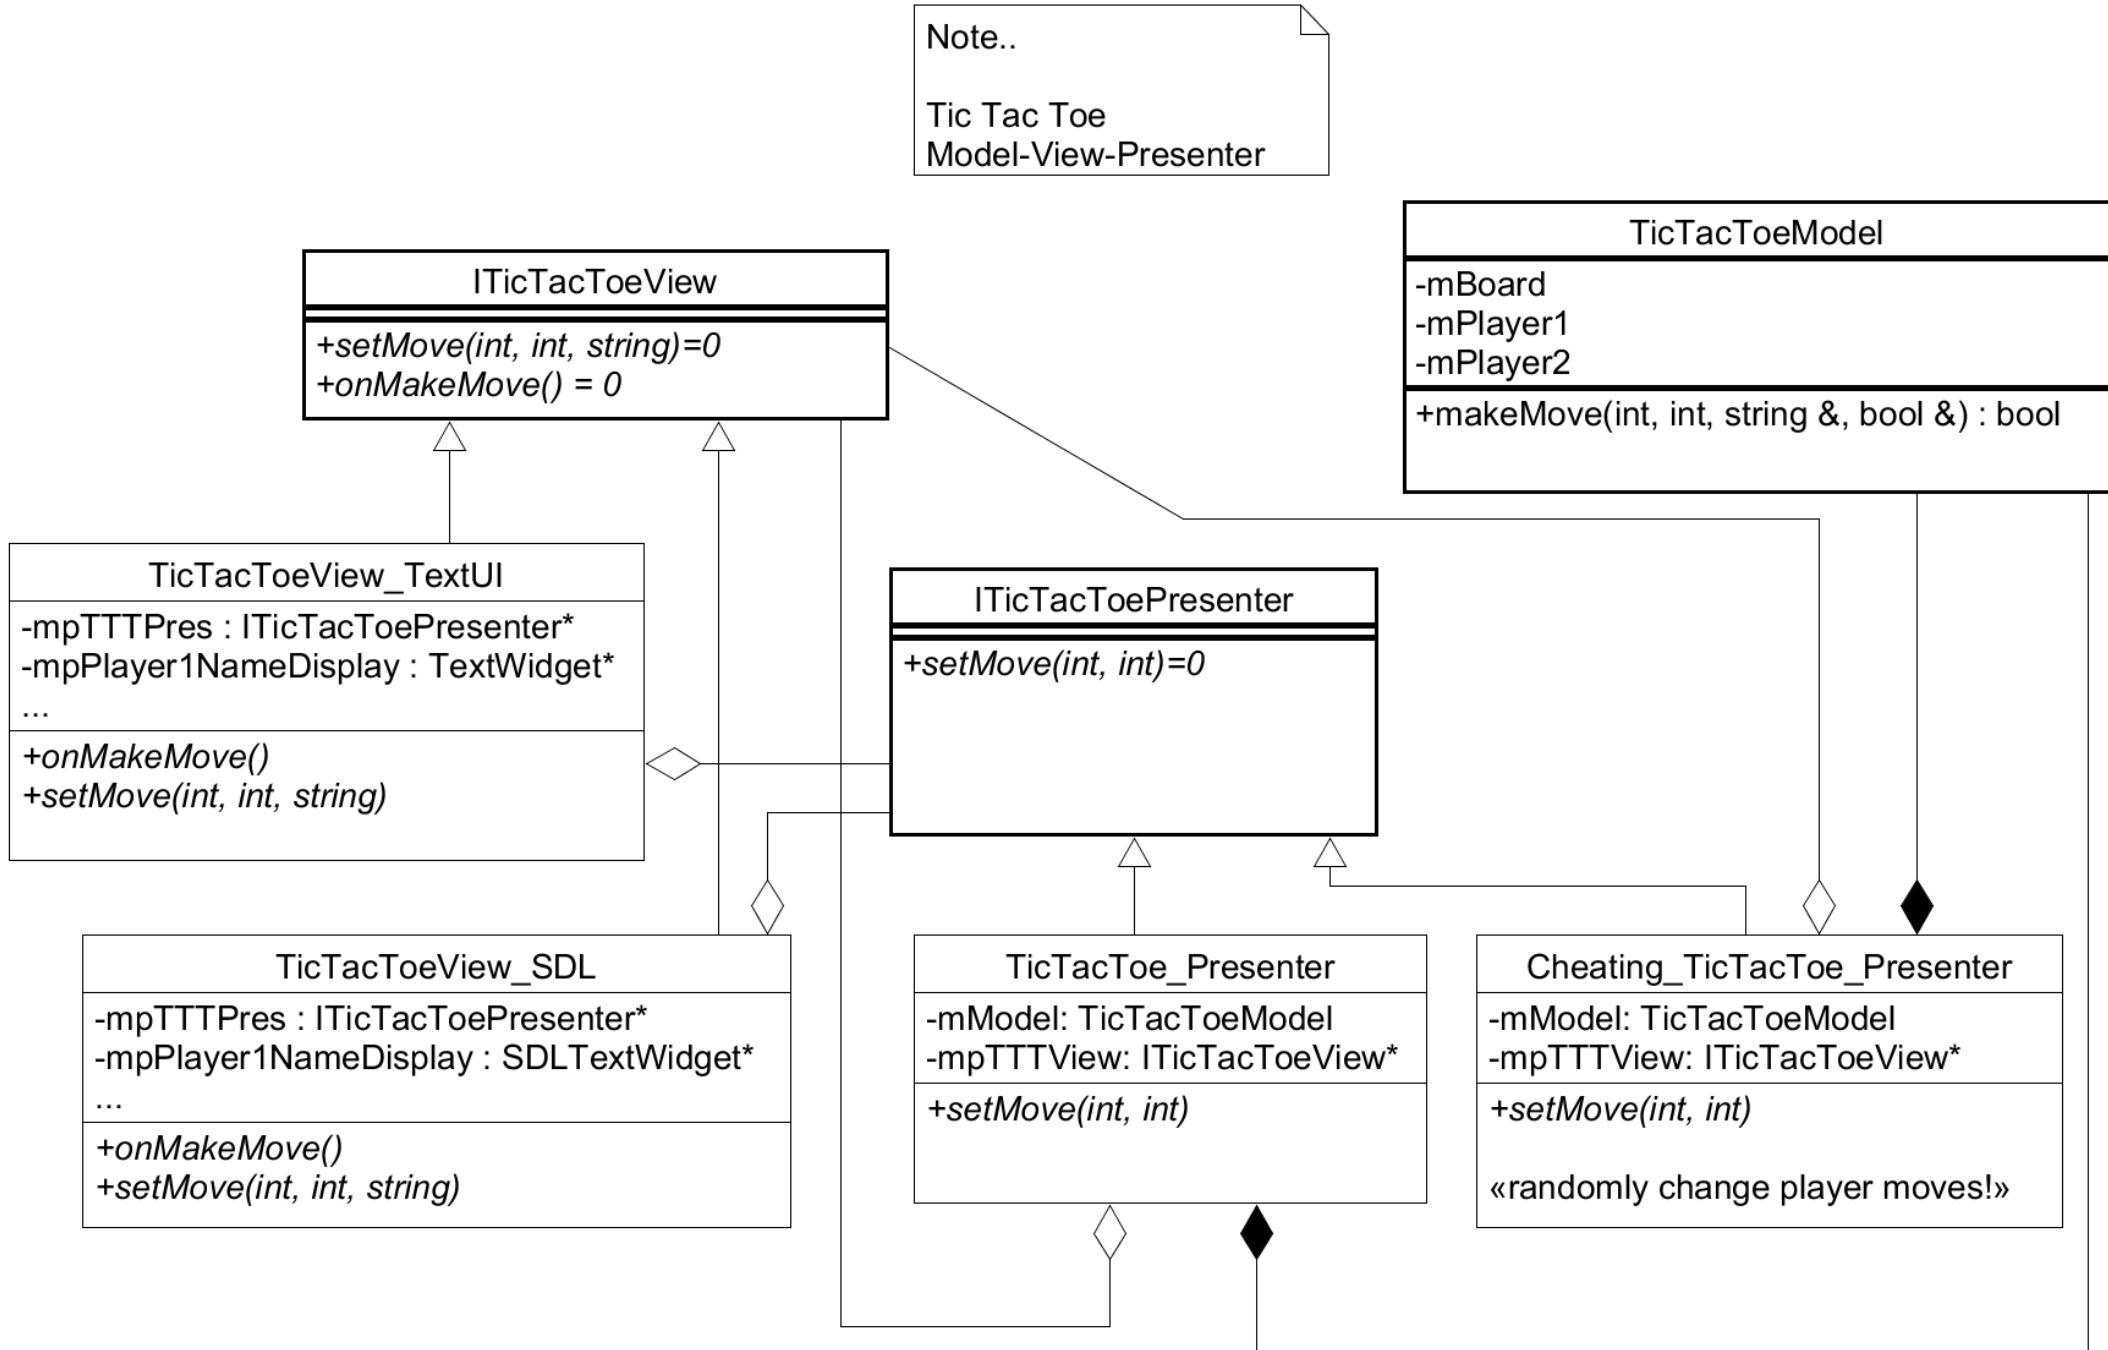 Note..
Tic Tac Toe
Model-View-Presenter
TicTacToeModel
-mBoard
-mPlayer1
-mPlayer2
+makeMove(int, int, string &, bool &) : bool
ITicTacToeView
+setMove(int, int, string)=0
+onMakeMove() = 0
TicTacToeView_TextUI
-mpTTTPres : ITicTacToePresenter*
-mpPlayer1NameDisplay : TextWidget*
...
+onMakeMove()
+setMove(int, int, string)
ITicTacToePresenter
+setMove(int, int)=0
TicTacToeView_SDL
-mpTTTPres : ITicTacToePresenter*
-mpPlayer1NameDisplay : SDLTextWidget*
...
+onMakeMove()
+setMove(int, int, string)
TicTacToe_Presenter
-mModel: TicTacToeModel
-mpTTTView: ITicTacToeView*
+setMove(int, int)
Cheating_TicTacToe_Presenter
-mModel: TicTacToeModel
-mpTTTView: ITicTacToeView*
+setMove(int, int)
«randomly change player moves!»